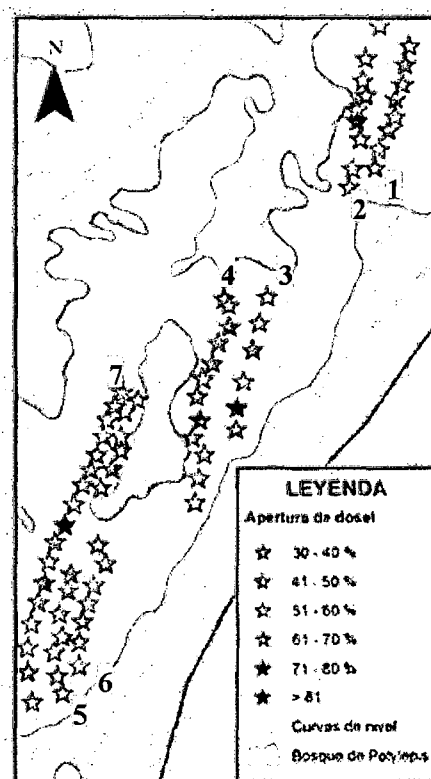 N
1
2
3
4
7
LEYENDA
Apertura de dosel
30 - 40 %
41 - 50 %
51 - 60 %
61 - 70 %
71 - 80 %
> 81
Curvas de nivel
Bosque de Polylepis
6
5